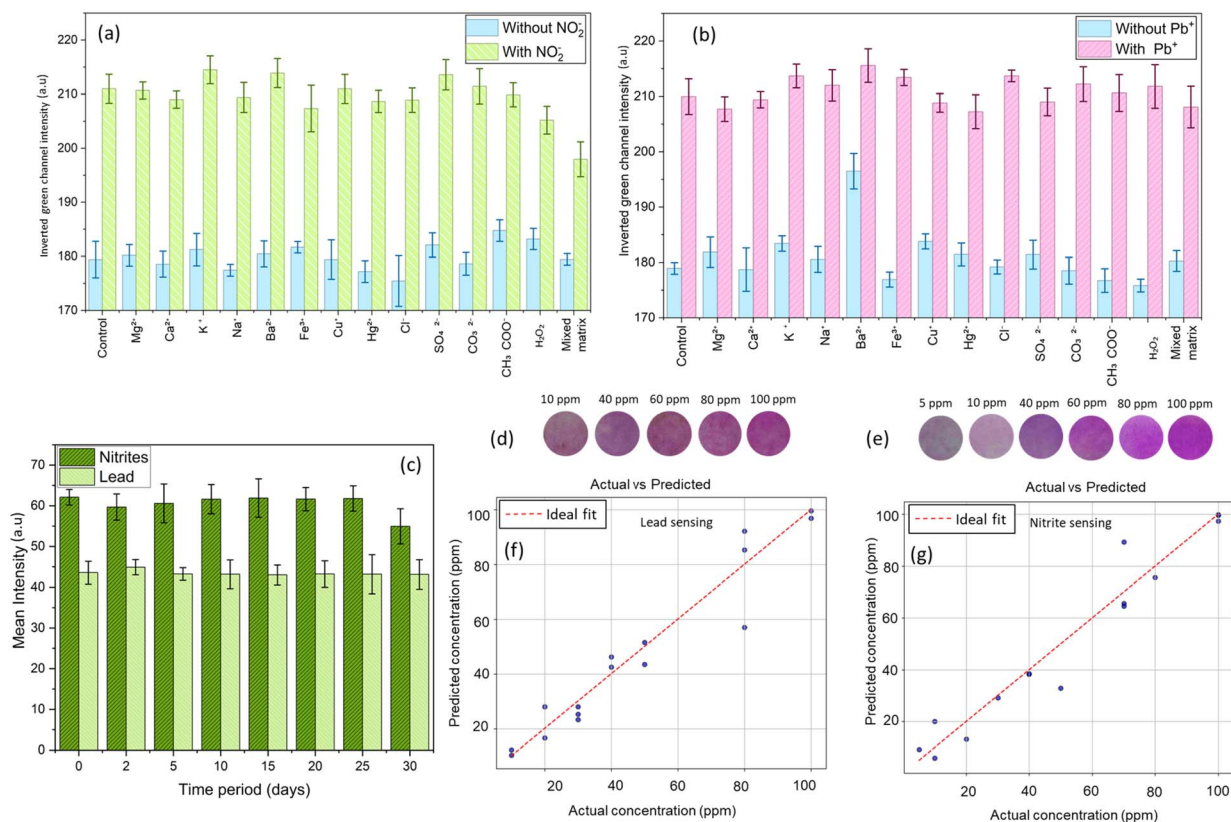 (a)
Without NO₂⁻
With NO₂⁻
Inverted green channel intensity (a.u)
220
210
200
190
180
170
Control
Mg²⁺
Ca²⁺
K⁺
Na⁺
Ba²⁺
Fe³⁺
Cu⁺
Hg²⁺
Cl⁻
SO₄ ²⁻
CO₃ ²⁻
CH₃ COO⁻
H₂O₂
Mixed
matrix
(b)
Without Pb⁺
With Pb⁺
Inverted green channel intensity (a.u)
220
210
200
190
180
170
Control
Mg²⁺
Ca²⁺
K⁺
Na⁺
Ba²⁺
Fe³⁺
Cu⁺
Hg²⁺
Cl⁻
SO₄ ²⁻
CO₃ ²⁻
CH₃ COO⁻
H₂O₂
Mixed
matrix
(c)
Nitrites
Lead
Mean Intensity (a.u)
70
60
50
40
30
20
10
0
0 2 5 10 15 20 25 30
Time period (days)
(d)
10 ppm 40 ppm 60 ppm 80 ppm 100 ppm
(e)
5 ppm 10 ppm 40 ppm 60 ppm 80 ppm 100 ppm
Actual vs Predicted
Ideal fit
Lead sensing
(f)
Predicted concentration (ppm)
100
80
60
40
20
20 40 60 80 100
Actual concentration (ppm)
Actual vs Predicted
Ideal fit
Nitrite sensing
(g)
Predicted concentration (ppm)
100
80
60
40
20
20 40 60 80 100
Actual concentration (ppm)